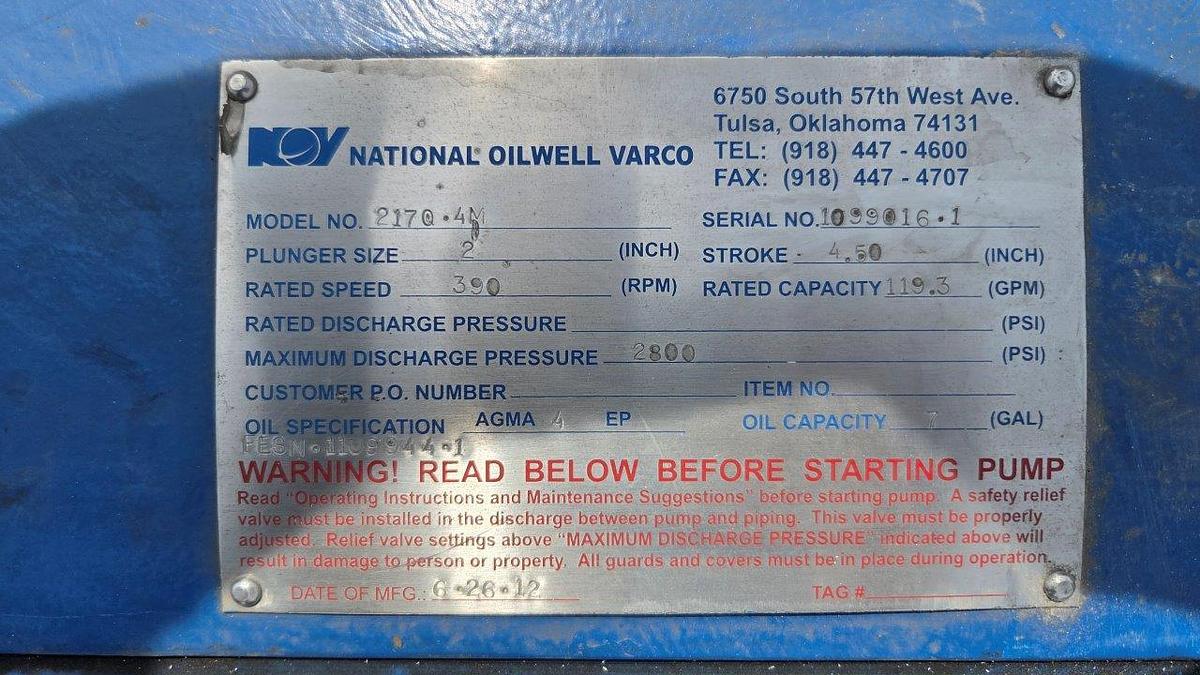 6750 South 57th West Ave.
Tulsa, Oklahoma 74131
NOV NATIONAL OILWELL VARCO TEL: (918) 447 - 4600
FAX: (918) 447 - 4707
MODEL NO. 217Q.4M SERIAL NO. 1099016.1
PLUNGER SIZE 2 (INCH) STROKE 4.50 (INCH)
RATED SPEED 390 (RPM) RATED CAPACITY 119.3 (GPM)
RATED DISCHARGE PRESSURE (PSI)
MAXIMUM DISCHARGE PRESSURE 2800 (PSI)
CUSTOMER P.O. NUMBER ITEM NO.
OIL SPECIFICATION AGMA 4 EP OIL CAPACITY 7 (GAL)
WARNING! READ BELOW BEFORE STARTING PUMP
Read "Operating Instructions and Maintenance Suggestions" before starting pump. A safety relief
valve must be installed in the discharge between pump and piping. This valve must be properly
adjusted. Relief valve settings above "MAXIMUM DISCHARGE PRESSURE" indicated above will
result in damage to person or property. All guards and covers must be in place during operation.
DATE OF MFG.: 6-26-12 TAG #